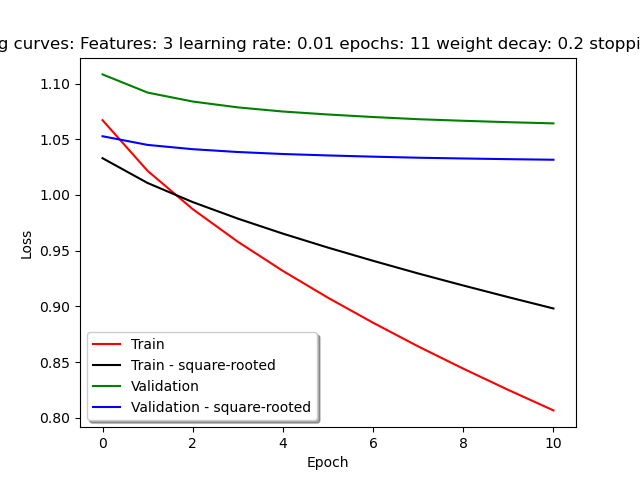 g curves: Features: 3 learning rate: 0.01 epochs: 11 weight decay: 0.2 stoppi
1.10
1.05
1.00
0.95
0.90
0.85
0.80
Loss
Train
Train - square-rooted
Validation
Validation - square-rooted
0 2 4 6 8 10
Epoch